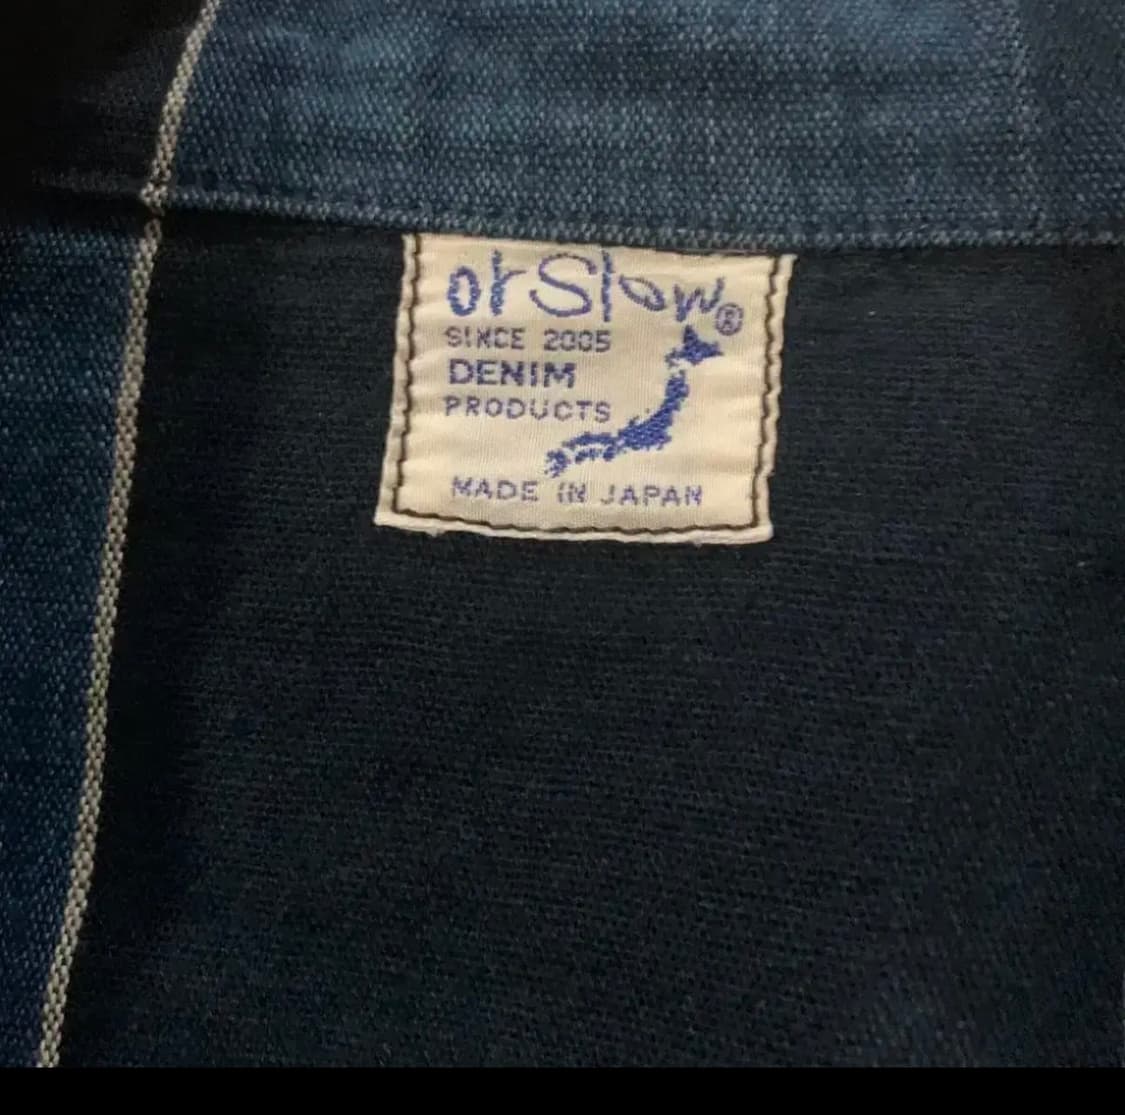 orSlow®
SINCE 2005
DENIM
PRODUCTS
MADE IN JAPAN